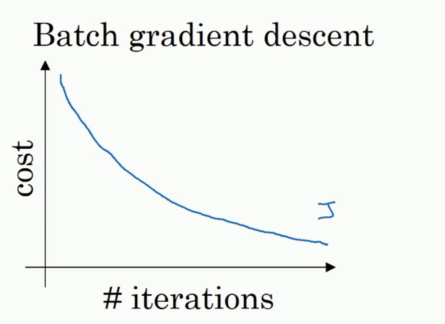 Batch gradient descent
cost
J
# iterations